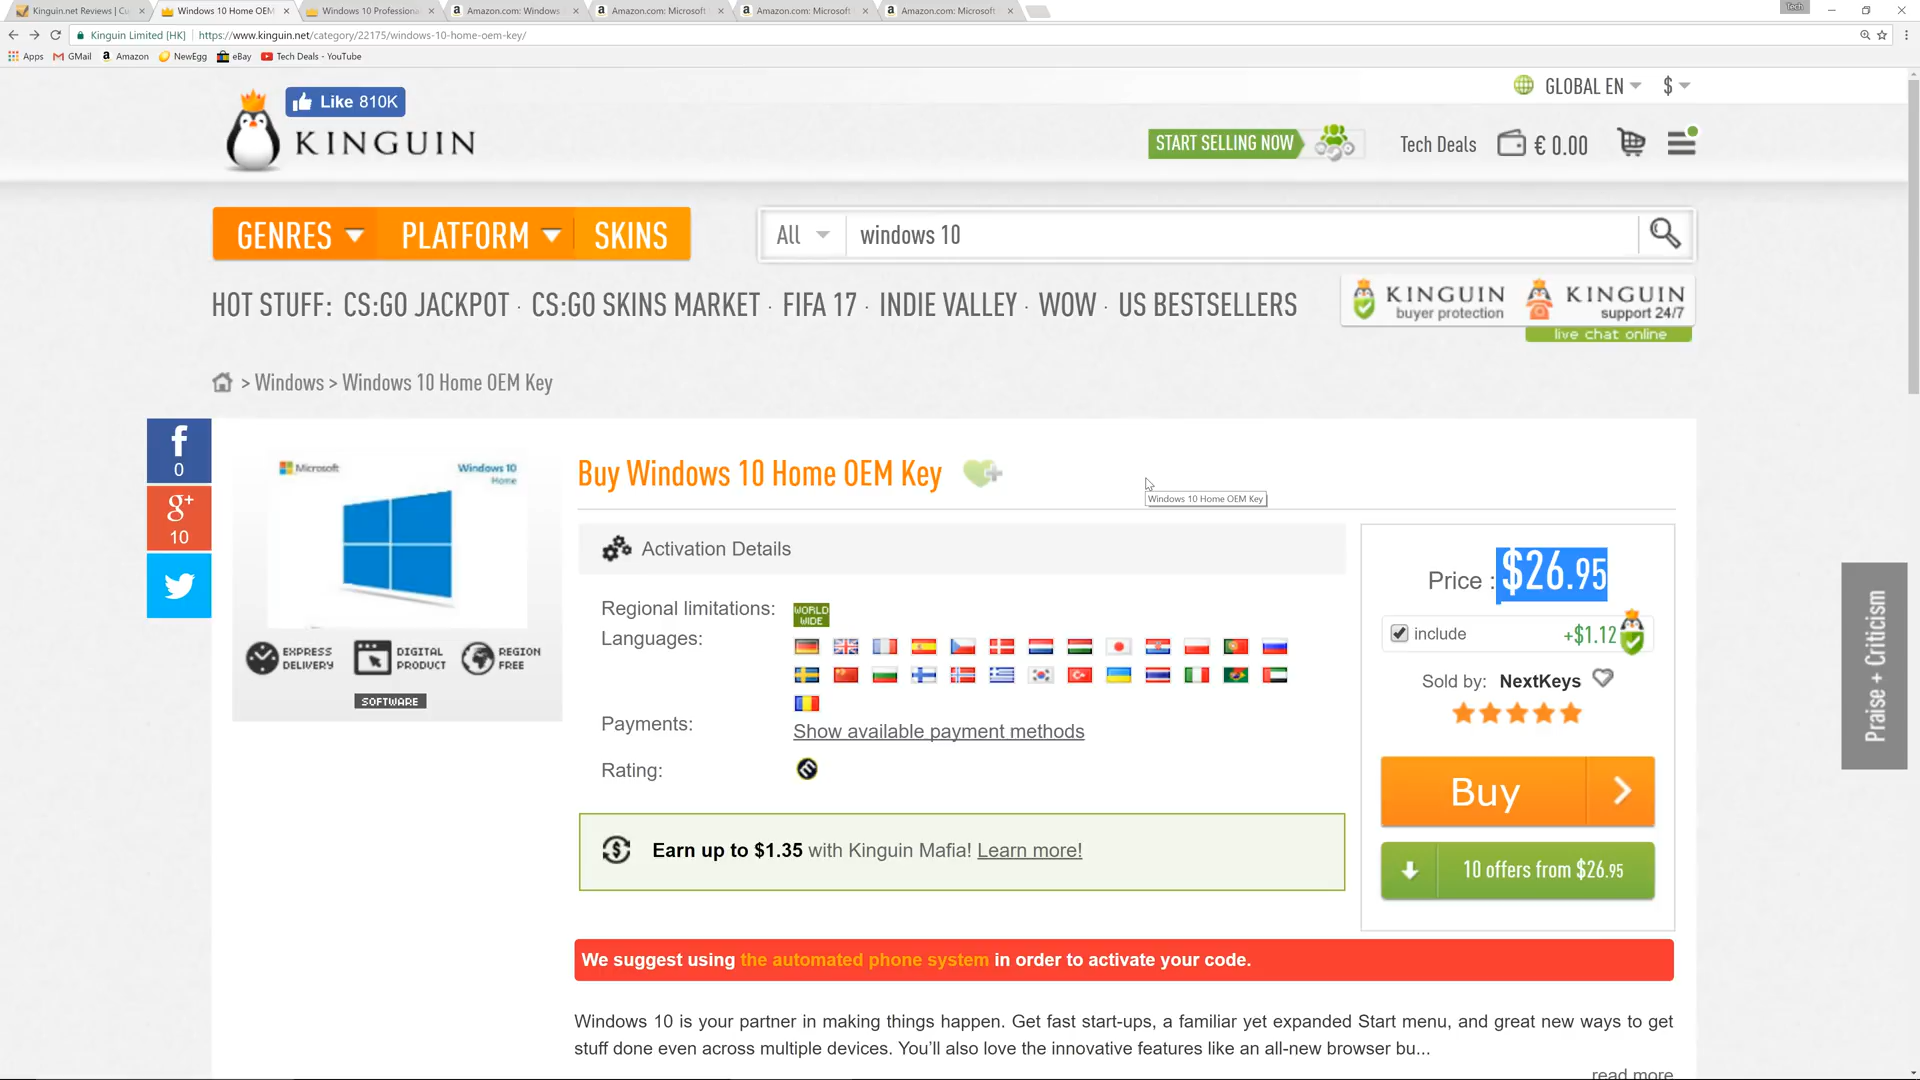 Kinguin.net Reviews | Cu
Windows 10 Home OEM
Windows 10 Professiona
Amazon.com: Windows
Amazon.com: Microsoft
Amazon.com: Microsoft
Amazon.com: Microsoft
Tech
Kinguin Limited [HK] https://www.kinguin.net/category/22175/windows-10-home-oem-key/
Apps GMail Amazon NewEgg eBay Tech Deals - YouTube
Like 810K
KINGUIN
GLOBAL EN $
START SELLING NOW
Tech Deals € 0.00
GENRES PLATFORM SKINS
All windows 10
HOT STUFF: CS:GO JACKPOT · CS:GO SKINS MARKET · FIFA 17 · INDIE VALLEY · WOW · US BESTSELLERS
KINGUIN
buyer protection
KINGUIN
support 24/7
live chat online
> Windows > Windows 10 Home OEM Key
f
0
g+
10
Microsoft
Windows 10
Home
EXPRESS
DELIVERY
DIGITAL
PRODUCT
REGION
FREE
SOFTWARE
Buy Windows 10 Home OEM Key
Windows 10 Home OEM Key
Activation Details
Regional limitations:
WORLD
WIDE
Languages:
Payments:
Show available payment methods
Rating:
Price : $26.95
include +$1.12
Sold by: NextKeys
Buy
10 offers from $26.95
Earn up to $1.35 with Kinguin Mafia! Learn more!
Praise + Criticism
We suggest using the automated phone system in order to activate your code.
Windows 10 is your partner in making things happen. Get fast start-ups, a familiar yet expanded Start menu, and great new ways to get
stuff done even across multiple devices. You'll also love the innovative features like an all-new browser bu...
read more